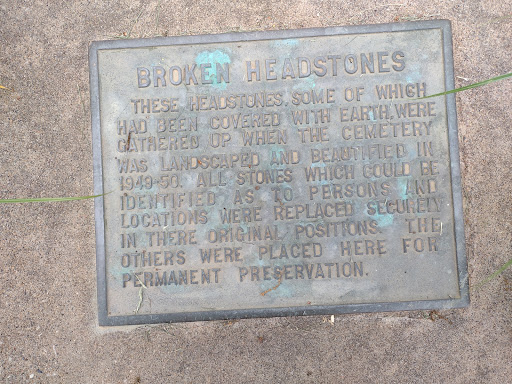 BROKEN HEADSTONES
THESE HEADSTONES, SOME OF WHICH
HAD BEEN COVERED WITH EARTH, WERE
GATHERED UP WHEN THE CEMETERY
WAS LANDSCAPED AND BEAUTIFIED IN
1949-50. ALL STONES WHICH COULD BE
IDENTIFIED AS TO PERSONS AND
LOCATIONS WERE REPLACED SECURELY
IN THERE ORIGINAL POSITIONS. THE
OTHERS WERE PLACED HERE FOR
PERMANENT PRESERVATION.